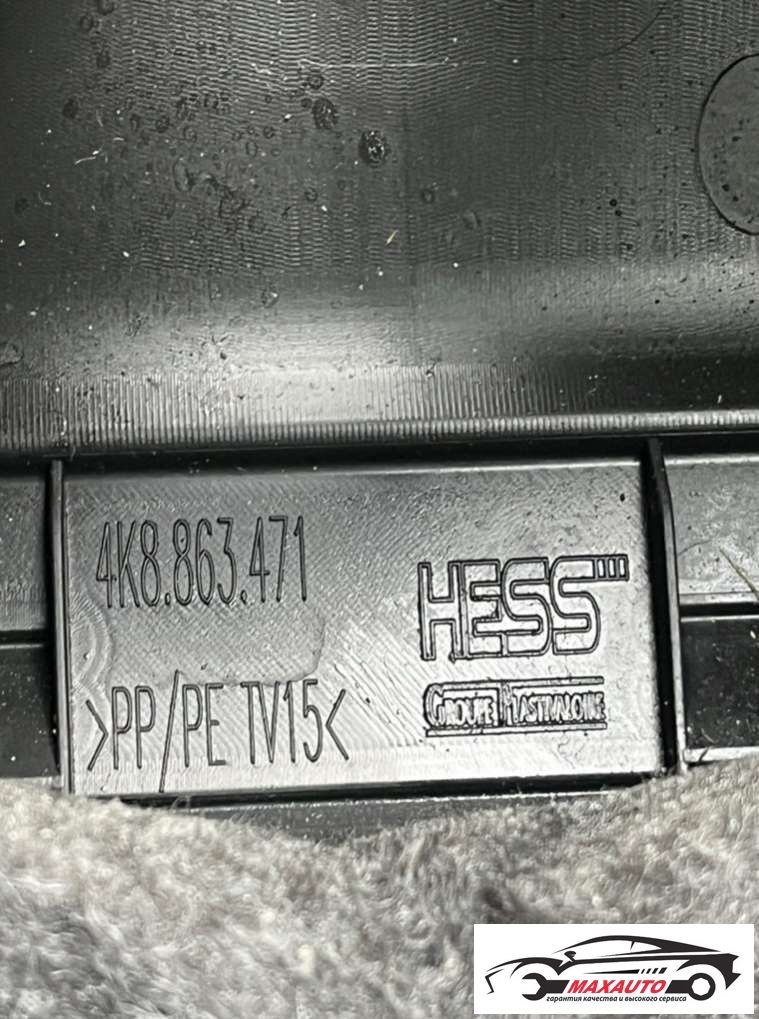 4K8.863.471
HESS
>PP/PE TV15<
GROUPE PLASTIVALOIRE
MAXAUTO
гарантия качества и высокого сервиса